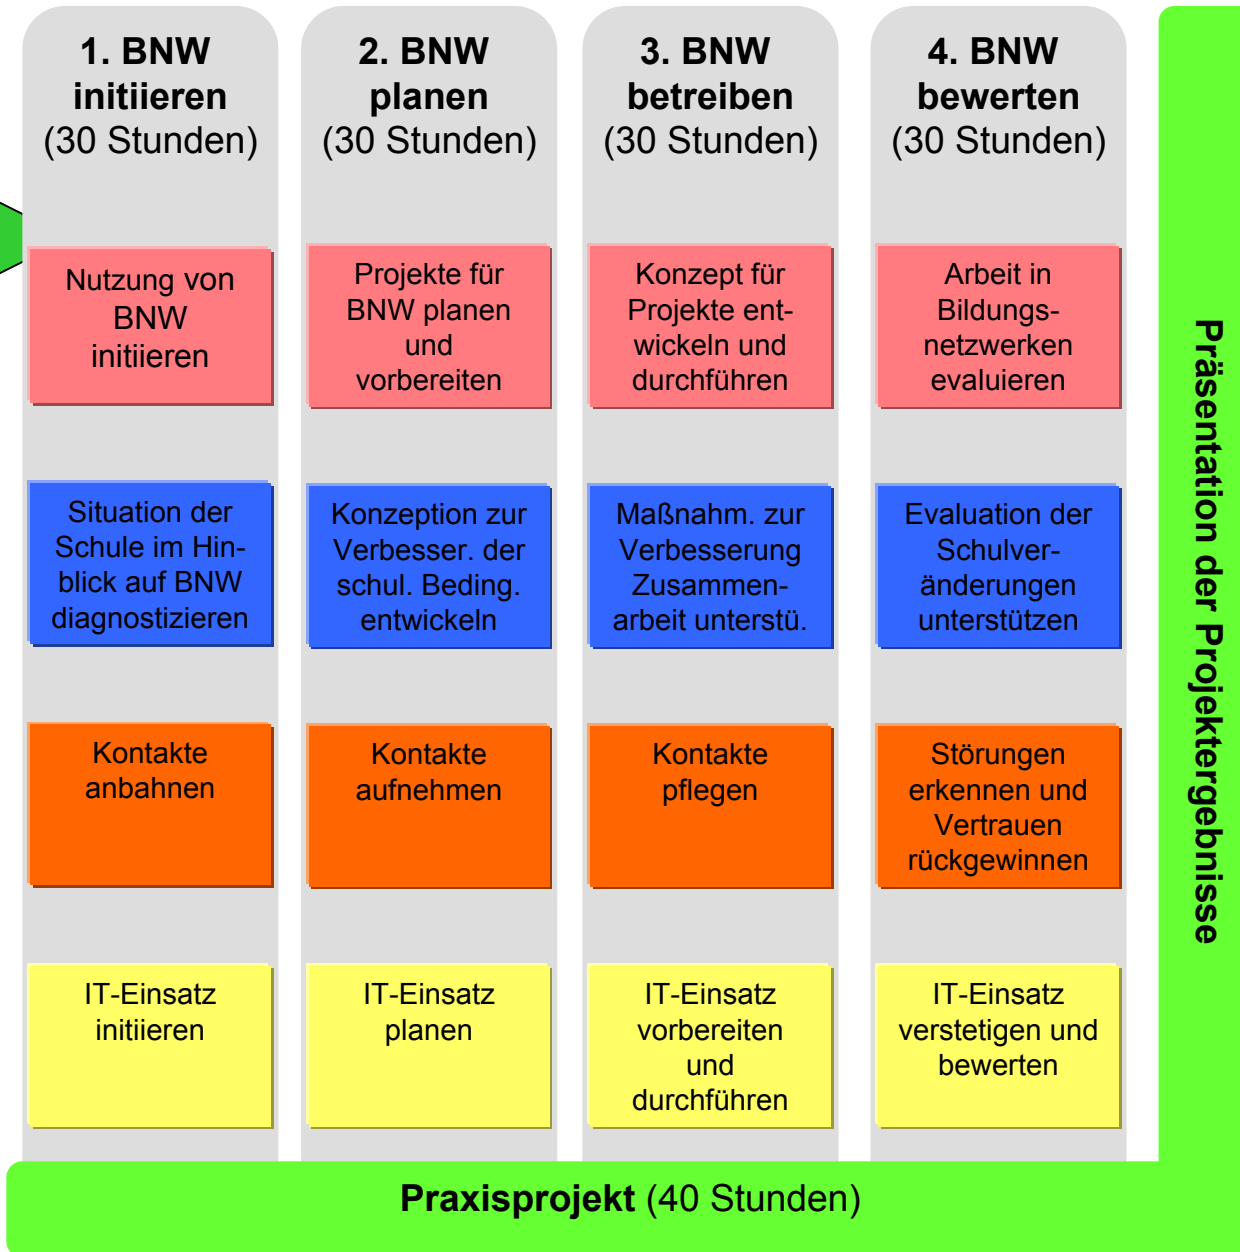 1. BNW
initiieren
(30 Stunden)
Nutzung von
BNW
initiieren
Situation der
Schule im Hin-
blick auf BNW
diagnostizieren
Kontakte
anbahnen
IT-Einsatz
initiieren
2. BNW
planen
(30 Stunden)
Projekte für
BNW planen
und
vorbereiten
Konzeption zur
Verbesser. der
schul. Beding.
entwickeln
Kontakte
aufnehmen
IT-Einsatz
planen
3. BNW
betreiben
(30 Stunden)
Konzept für
Projekte ent-
wickeln und
durchführen
Maßnahm. zur
Verbesserung
Zusammen-
arbeit unterstü.
Kontakte
pflegen
IT-Einsatz
vorbereiten
und
durchführen
4. BNW
bewerten
(30 Stunden)
Arbeit in
Bildungs-
netzwerken
evaluieren
Evaluation der
Schulver-
änderungen
unterstützen
Störungen
erkennen und
Vertrauen
rückgewinnen
IT-Einsatz
verstetigen und
bewerten
Präsentation der Projektergebnisse
Praxisprojekt (40 Stunden)